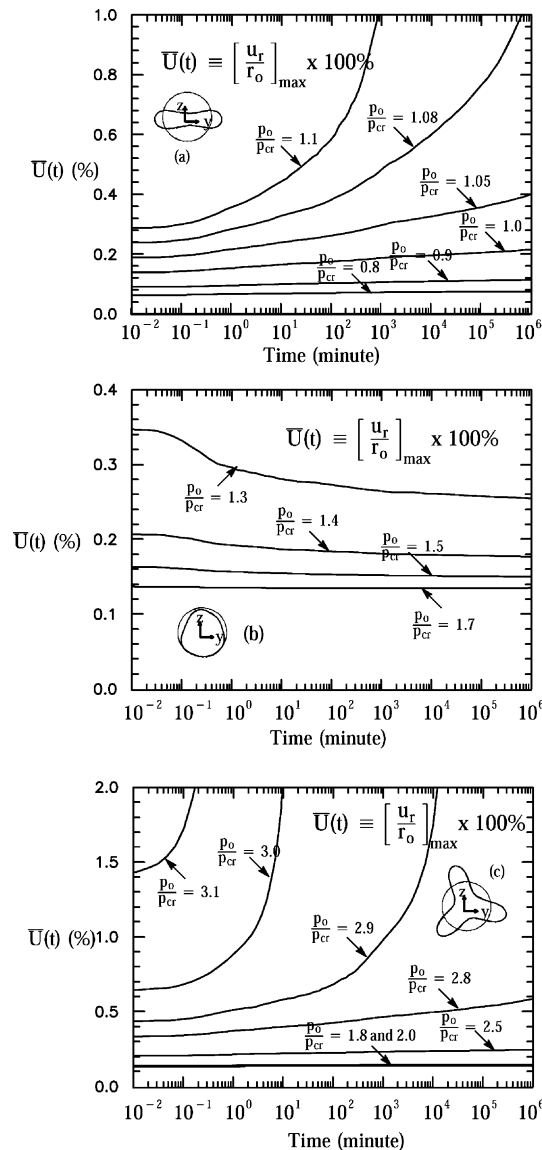 1.0
0.8
0.6
0.4
0.2
0.0
U̅(t) (%)
U̅(t) ≡ [u_r/r_o]_max x 100%
z
y
(a)
p_o/p_cr = 1.1
p_o/p_cr = 1.08
p_o/p_cr = 1.05
p_o/p_cr = 1.0
p_o/p_cr = 0.9
p_o/p_cr = 0.8
10^-2 10^-1 10^0 10^1 10^2 10^3 10^4 10^5 10^6
Time (minute)
0.4
0.3
0.2
0.1
0.0
U̅(t) (%)
U̅(t) ≡ [u_r/r_o]_max x 100%
p_o/p_cr = 1.3
p_o/p_cr = 1.4
p_o/p_cr = 1.5
p_o/p_cr = 1.7
z
y
(b)
10^-2 10^-1 10^0 10^1 10^2 10^3 10^4 10^5 10^6
Time (minute)
2.0
1.5
1.0
0.5
0.0
U̅(t) (%)
U̅(t) ≡ [u_r/r_o]_max x 100%
p_o/p_cr = 3.0
p_o/p_cr = 3.1
(c)
z
y
p_o/p_cr = 2.9
p_o/p_cr = 2.8
p_o/p_cr = 2.5
p_o/p_cr = 1.8 and 2.0
10^-2 10^-1 10^0 10^1 10^2 10^3 10^4 10^5 10^6
Time (minute)